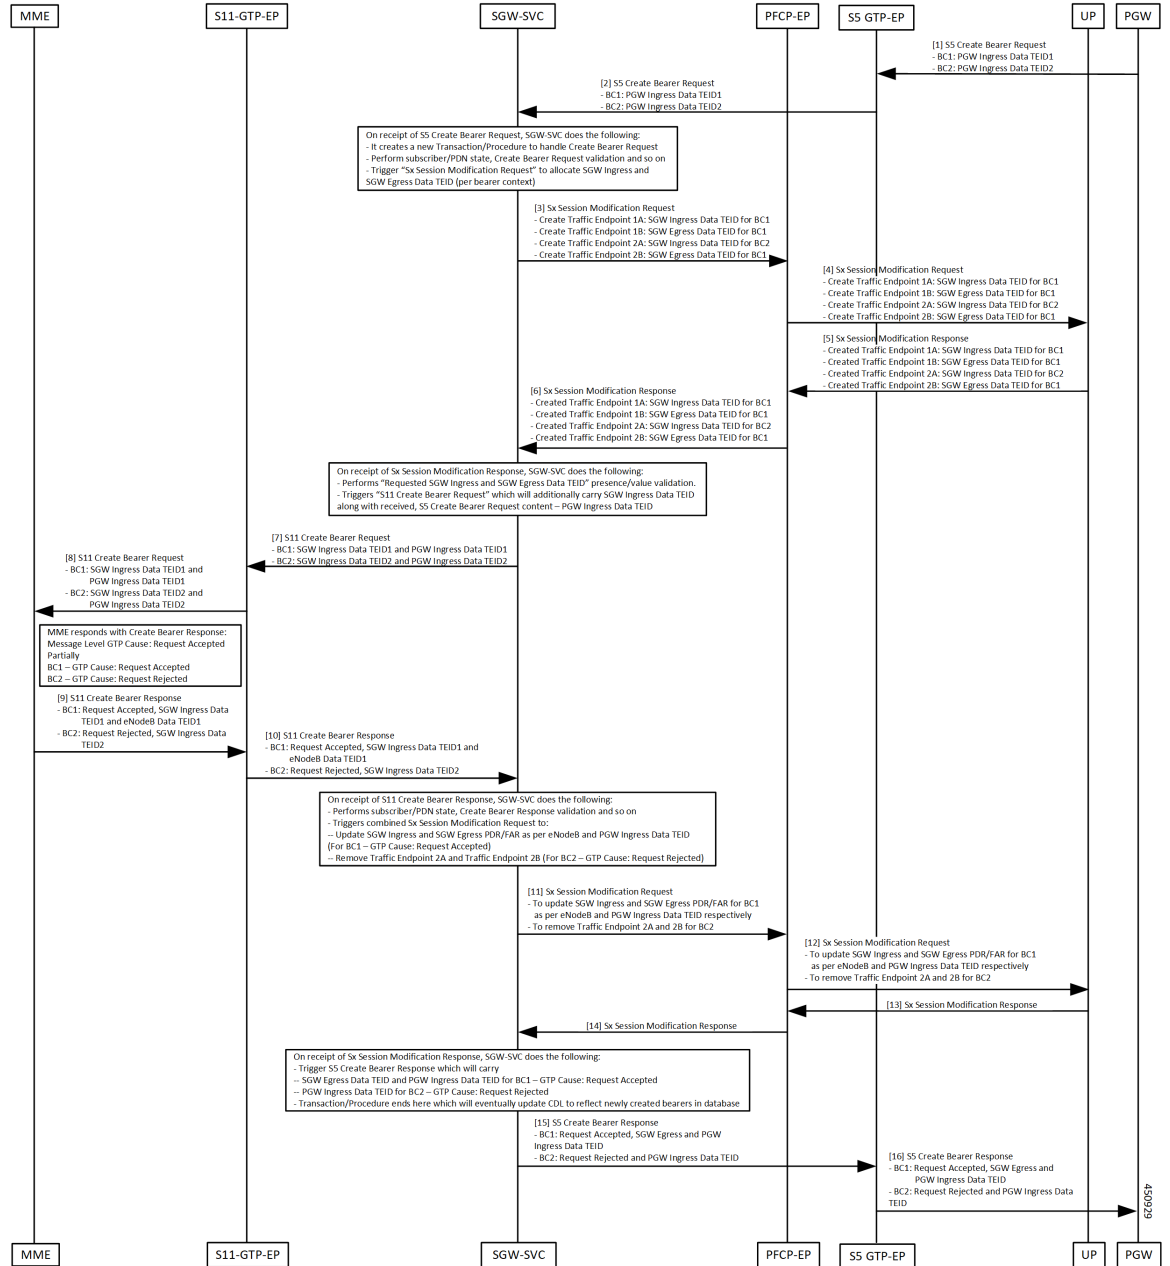 MME
S11-GTP-EP
SGW-SVC
PFCP-EP
S5 GTP-EP
UP
PGW
[1] S5 Create Bearer Request
- BC1: PGW Ingress Data TEID1
- BC2: PGW Ingress Data TEID2
[2] S5 Create Bearer Request
- BC1: PGW Ingress Data TEID1
- BC2: PGW Ingress Data TEID2
On receipt of S5 Create Bearer Request, SGW-SVC does the following:
- It creates a new Transaction/Procedure to handle Create Bearer Request
- Perform subscriber/PDN state, Create Bearer Request validation and so on
- Trigger "Sx Session Modification Request" to allocate SGW Ingress and
SGW Egress Data TEID (per bearer context)
[3] Sx Session Modification Request
- Create Traffic Endpoint 1A: SGW Ingress Data TEID for BC1
- Create Traffic Endpoint 1B: SGW Egress Data TEID for BC1
- Create Traffic Endpoint 2A: SGW Ingress Data TEID for BC2
- Create Traffic Endpoint 2B: SGW Egress Data TEID for BC1
[4] Sx Session Modification Request
- Create Traffic Endpoint 1A: SGW Ingress Data TEID for BC1
- Create Traffic Endpoint 1B: SGW Egress Data TEID for BC1
- Create Traffic Endpoint 2A: SGW Ingress Data TEID for BC2
- Create Traffic Endpoint 2B: SGW Egress Data TEID for BC1
[5] Sx Session Modification Response
- Created Traffic Endpoint 1A: SGW Ingress Data TEID for BC1
- Created Traffic Endpoint 1B: SGW Egress Data TEID for BC1
- Created Traffic Endpoint 2A: SGW Ingress Data TEID for BC2
- Created Traffic Endpoint 2B: SGW Egress Data TEID for BC1
[6] Sx Session Modification Response
- Created Traffic Endpoint 1A: SGW Ingress Data TEID for BC1
- Created Traffic Endpoint 1B: SGW Egress Data TEID for BC1
- Created Traffic Endpoint 2A: SGW Ingress Data TEID for BC2
- Created Traffic Endpoint 2B: SGW Egress Data TEID for BC1
On receipt of Sx Session Modification Response, SGW-SVC does the following:
- Performs "Requested SGW Ingress and SGW Egress Data TEID" presence/value validation.
- Triggers "S11 Create Bearer Request" which will additionally carry SGW Ingress Data TEID
along with received, S5 Create Bearer Request content – PGW Ingress Data TEID
[7] S11 Create Bearer Request
- BC1: SGW Ingress Data TEID1 and PGW Ingress Data TEID1
- BC2: SGW Ingress Data TEID2 and PGW Ingress Data TEID2
[8] S11 Create Bearer Request
- BC1: SGW Ingress Data TEID1 and
PGW Ingress Data TEID1
- BC2: SGW Ingress Data TEID2 and
PGW Ingress Data TEID2
MME responds with Create Bearer Response:
Message Level GTP Cause: Request Accepted
Partially
BC1 – GTP Cause: Request Accepted
BC2 – GTP Cause: Request Rejected
[9] S11 Create Bearer Response
- BC1: Request Accepted, SGW Ingress Data
TEID1 and eNodeB Data TEID1
- BC2: Request Rejected, SGW Ingress Data
TEID2
[10] S11 Create Bearer Response
- BC1: Request Accepted, SGW Ingress Data TEID1 and
eNodeB Data TEID1
- BC2: Request Rejected, SGW Ingress Data TEID2
On receipt of S11 Create Bearer Response, SGW-SVC does the following:
- Performs subscriber/PDN state, Create Bearer Response validation and so on
- Triggers combined Sx Session Modification Request to:
-- Update SGW Ingress and SGW Egress PDR/FAR as per eNodeB and PGW Ingress Data TEID
(For BC1 – GTP Cause: Request Accepted)
-- Remove Traffic Endpoint 2A and Traffic Endpoint 2B (For BC2 – GTP Cause: Request Rejected)
[11] Sx Session Modification Request
- To update SGW Ingress and SGW Egress PDR/FAR for BC1
as per eNodeB and PGW Ingress Data TEID respectively
- To remove Traffic Endpoint 2A and 2B for BC2
[12] Sx Session Modification Request
- To update SGW Ingress and SGW Egress PDR/FAR for BC1
as per eNodeB and PGW Ingress Data TEID respectively
- To remove Traffic Endpoint 2A and 2B for BC2
[13] Sx Session Modification Response
[14] Sx Session Modification Response
On receipt of Sx Session Modification Response, SGW-SVC does the following:
- Trigger S5 Create Bearer Response which will carry
-- SGW Egress Data TEID and PGW Ingress Data TEID for BC1 – GTP Cause: Request Accepted
-- PGW Ingress Data TEID for BC2 – GTP Cause: Request Rejected
- Transaction/Procedure ends here which will eventually update CDL to reflect newly created bearers in database
[15] S5 Create Bearer Response
- BC1: Request Accepted, SGW Egress and PGW
Ingress Data TEID
- BC2: Request Rejected and PGW Ingress Data TEID
[16] S5 Create Bearer Response
- BC1: Request Accepted, SGW Egress and
PGW Ingress Data TEID
- BC2: Request Rejected and PGW Ingress Data
TEID
450929
MME
S11-GTP-EP
SGW-SVC
PFCP-EP
S5 GTP-EP
UP
PGW